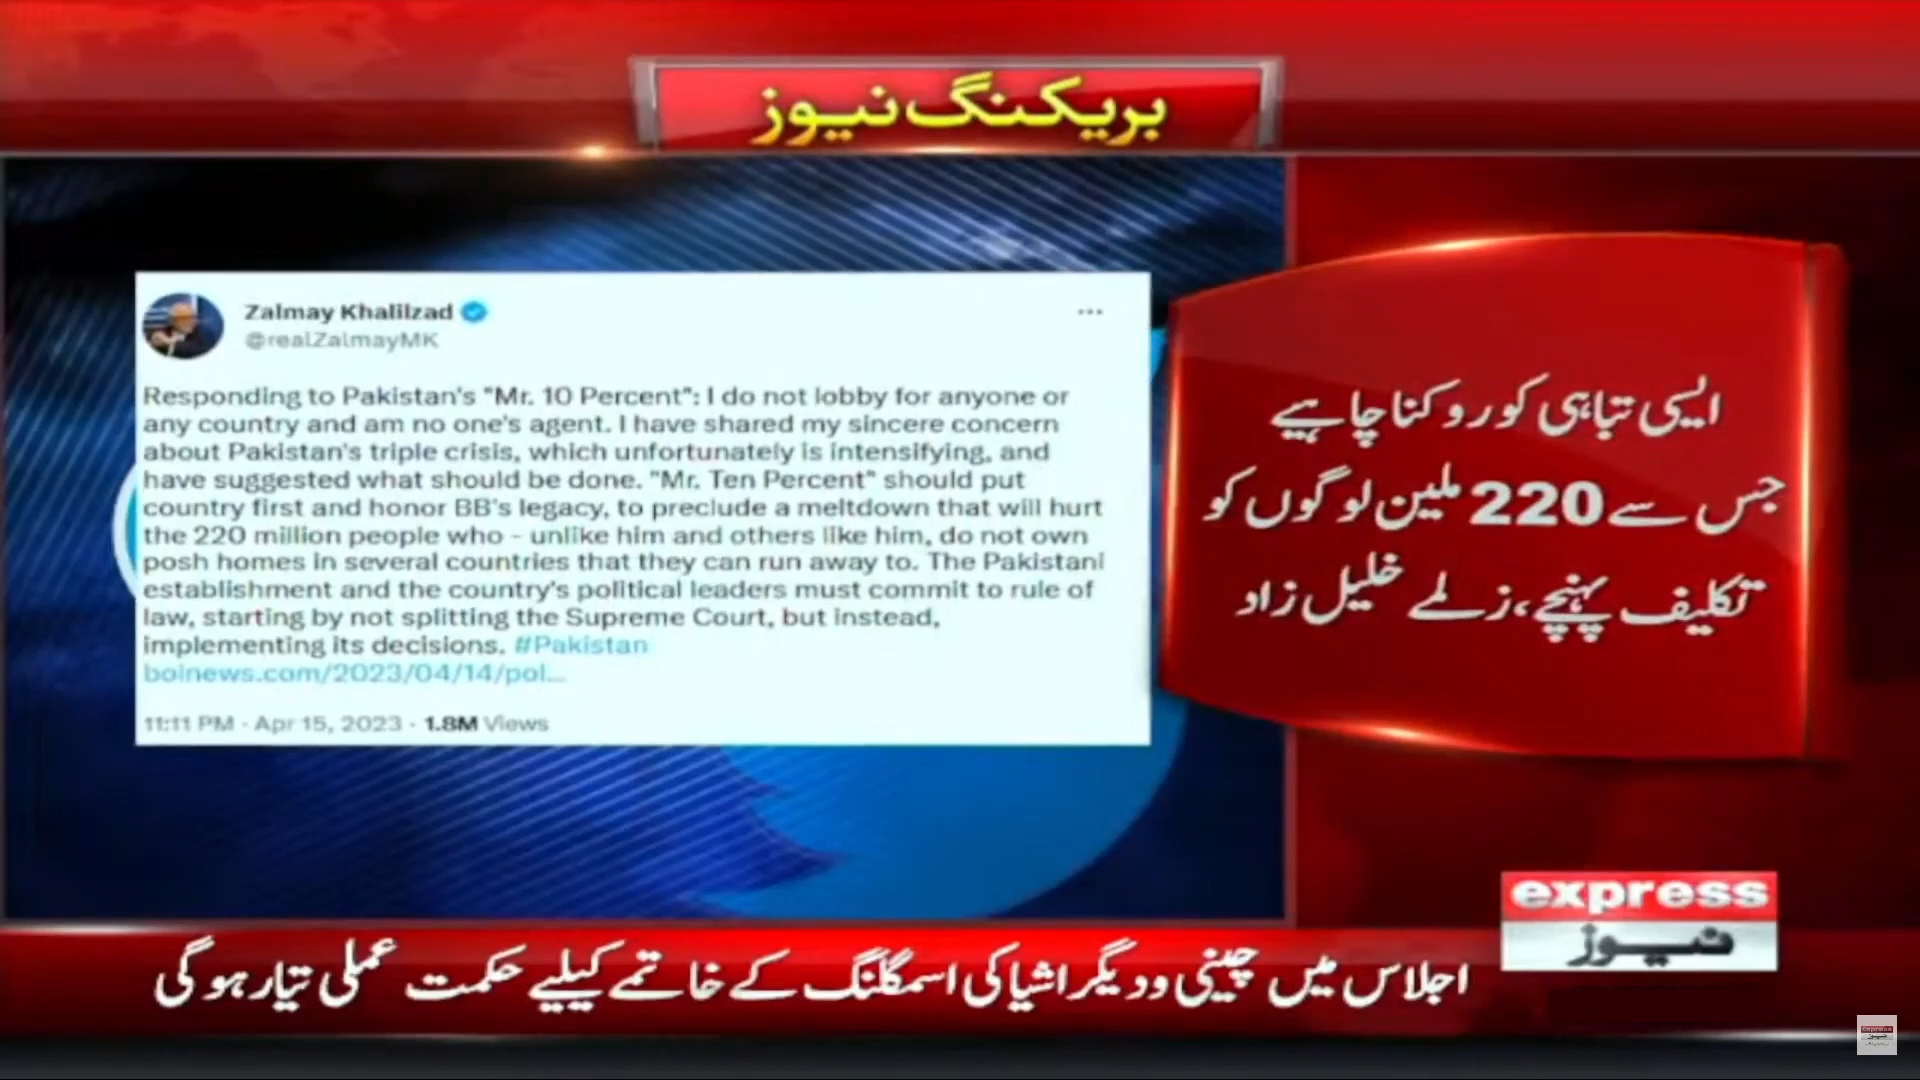 بریکنگ نیوز
Zalmay Khalilzad
@realZalmayMK
Responding to Pakistan's "Mr. 10 Percent": I do not lobby for anyone or
any country and am no one's agent. I have shared my sincere concern
about Pakistan's triple crisis, which unfortunately is intensifying, and
have suggested what should be done. "Mr. Ten Percent" should put
country first and honor BB's legacy, to preclude a meltdown that will hurt
the 220 million people who - unlike him and others like him, do not own
posh homes in several countries that they can run away to. The Pakistani
establishment and the country's political leaders must commit to rule of
law, starting by not splitting the Supreme Court, but instead,
implementing its decisions. #Pakistan
boinews.com/2023/04/14/pol...
11:11 PM · Apr 15, 2023 · 1.8M Views
ایسی تباہی کو روکنا چاہیے
جس سے 220 ملین لوگوں کو
تکلیف پہنچے، زلمے خلیل زاد
express
نیوز
اجلاس میں چینی و دیگر اشیا کی اسمگلنگ کے خاتمے کیلیے حکمت عملی تیار ہو گی
express
نیوز